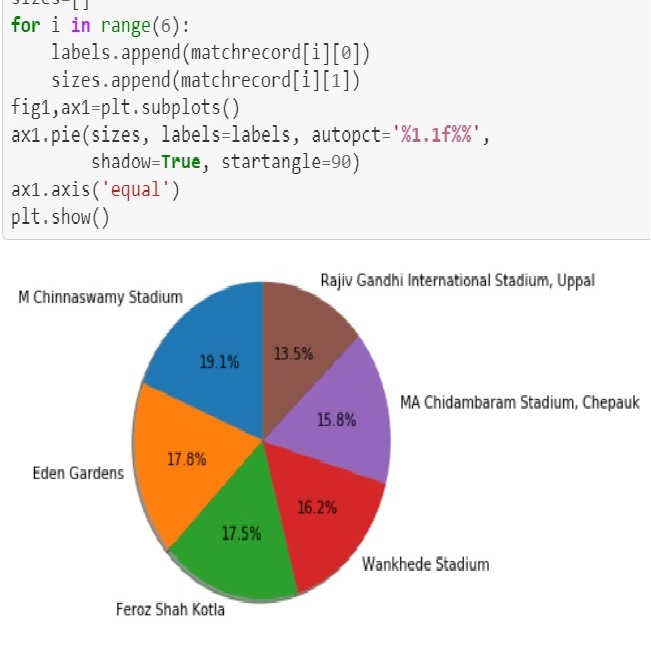 sizes=[]
for i in range(6):
    labels.append(matchrecord[i][0])
    sizes.append(matchrecord[i][1])
fig1,ax1=plt.subplots()
ax1.pie(sizes, labels=labels, autopct='%1.1f%%',
        shadow=True, startangle=90)
ax1.axis('equal')
plt.show()
Rajiv Gandhi International Stadium, Uppal
M Chinnaswamy Stadium
13.5%
19.1%
MA Chidambaram Stadium, Chepauk
15.8%
17.8%
Eden Gardens
16.2%
17.5%
Wankhede Stadium
Feroz Shah Kotla